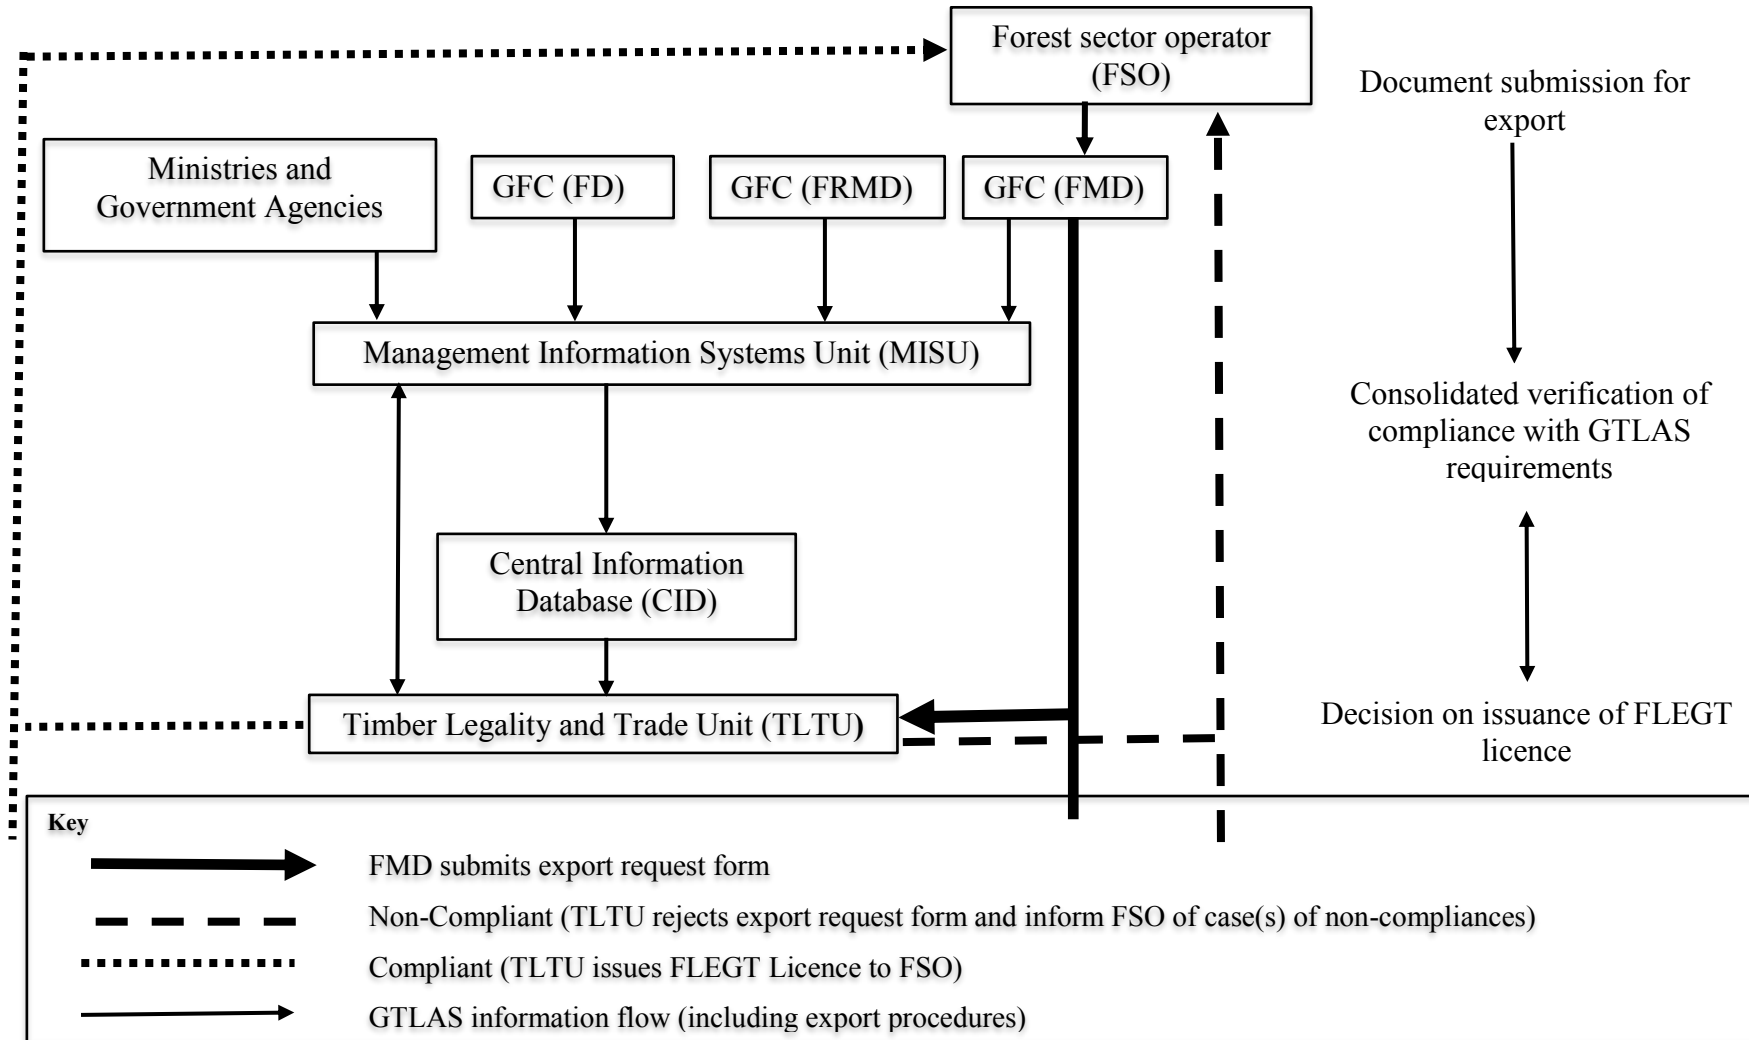 Forest sector operator
(FSO)
Document submission for
export
Ministries and
Government Agencies
GFC (FD)
GFC (FRMD)
GFC (FMD)
Management Information Systems Unit (MISU)
Consolidated verification of
compliance with GTLAS
requirements
Central Information
Database (CID)
Timber Legality and Trade Unit (TLTU)
Decision on issuance of FLEGT
licence
Key
FMD submits export request form
Non-Compliant (TLTU rejects export request form and inform FSO of case(s) of non-compliances)
Compliant (TLTU issues FLEGT Licence to FSO)
GTLAS information flow (including export procedures)